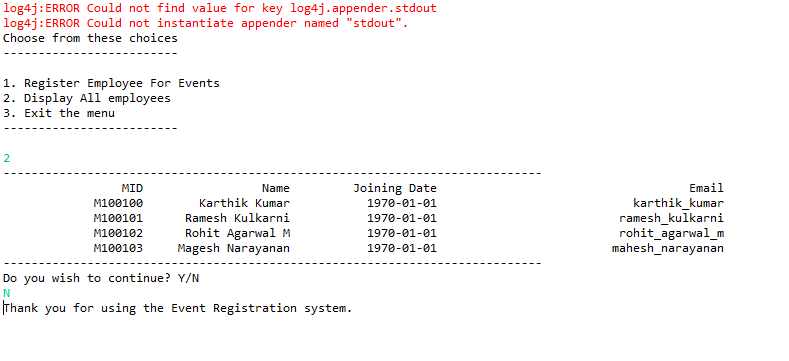 log4j:ERROR Could not find value for key log4j.appender.stdout
log4j:ERROR Could not instantiate appender named "stdout".
Choose from these choices
-------------------------
1. Register Employee For Events
2. Display All employees
3. Exit the menu
-------------------------
2
-----------------------------------------------------------------------------
MID Name Joining Date Email
M100100 Karthik Kumar 1970-01-01 karthik_kumar
M100101 Ramesh Kulkarni 1970-01-01 ramesh_kulkarni
M100102 Rohit Agarwal M 1970-01-01 rohit_agarwal_m
M100103 Magesh Narayanan 1970-01-01 mahesh_narayanan
-----------------------------------------------------------------------------
Do you wish to continue? Y/N
N
Thank you for using the Event Registration system.